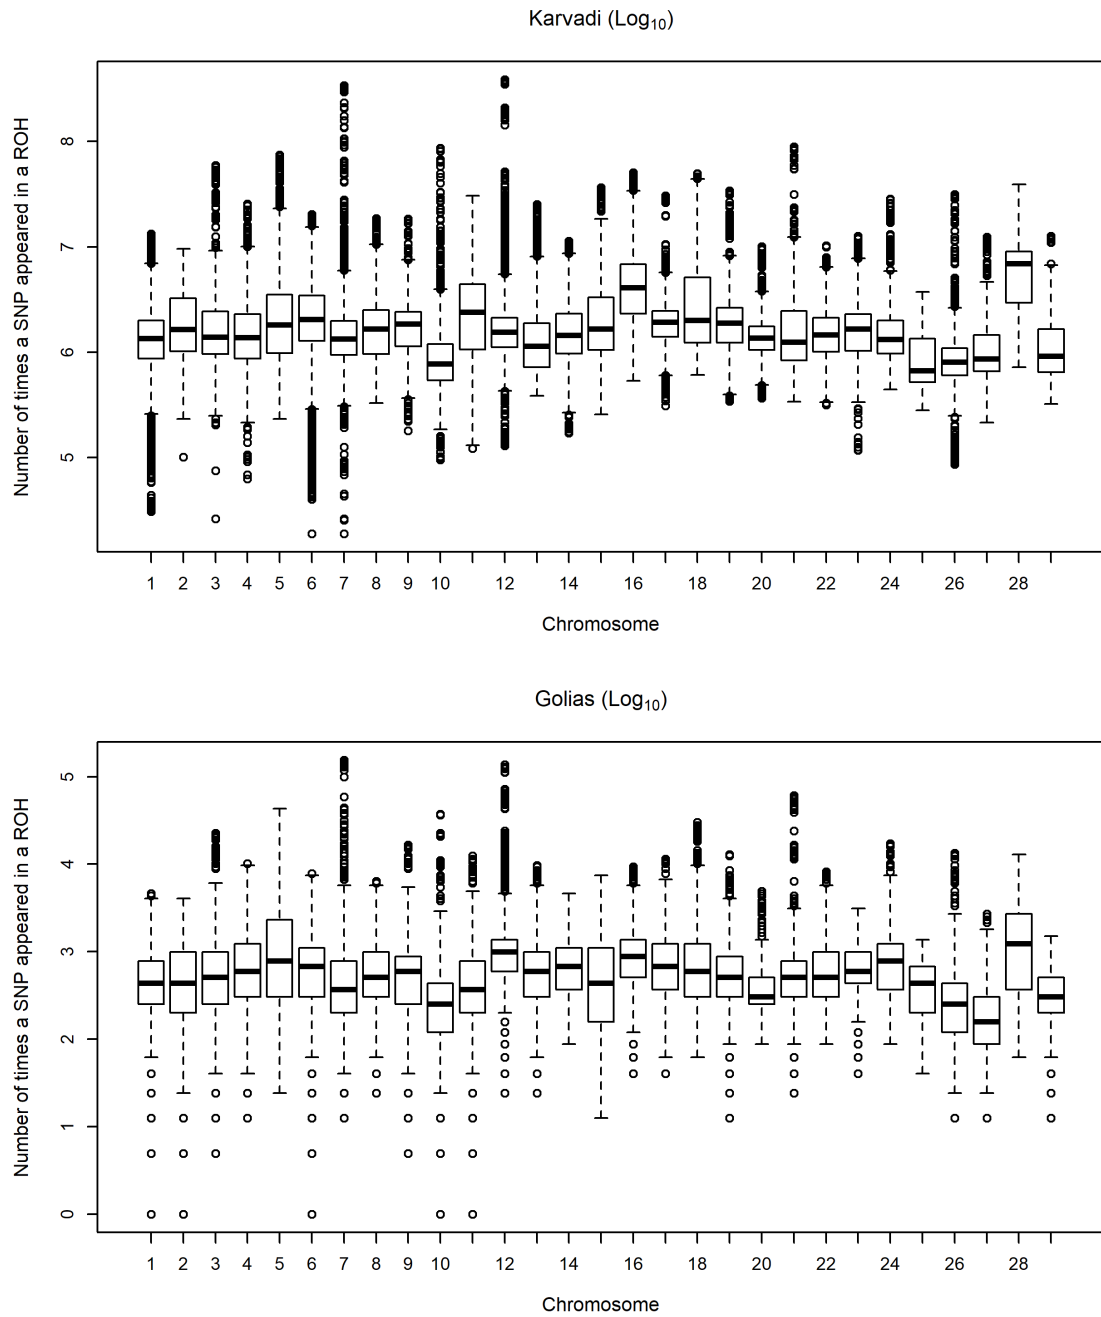 Karvadi (Log10)
Number of times a SNP appeared in a ROH
8
7
6
5
1 2 3 4 5 6 7 8 9 10 12 14 16 18 20 22 24 26 28
Chromosome
Golias (Log10)
Number of times a SNP appeared in a ROH
5
4
3
2
1
0
1 2 3 4 5 6 7 8 9 10 12 14 16 18 20 22 24 26 28
Chromosome